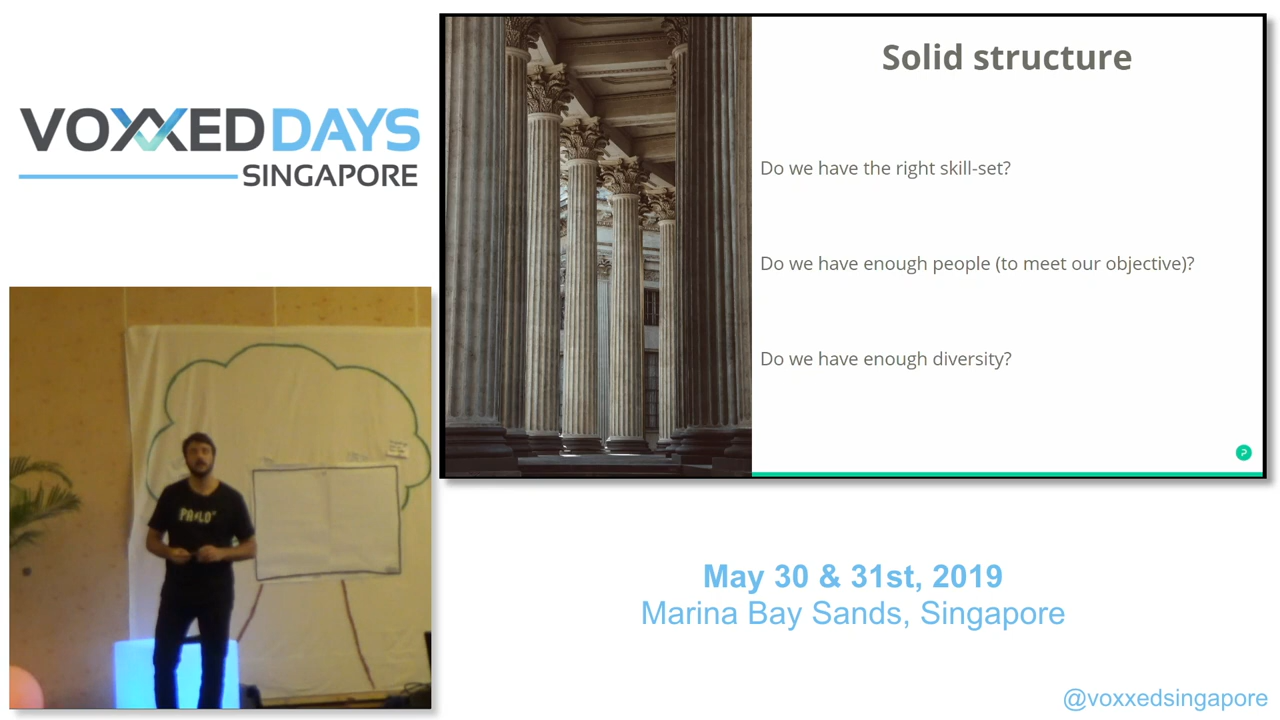 VOXXED DAYS
SINGAPORE
Solid structure
Do we have the right skill-set?
Do we have enough people (to meet our objective)?
Do we have enough diversity?
May 30 & 31st, 2019
Marina Bay Sands, Singapore
@voxxedsingapore